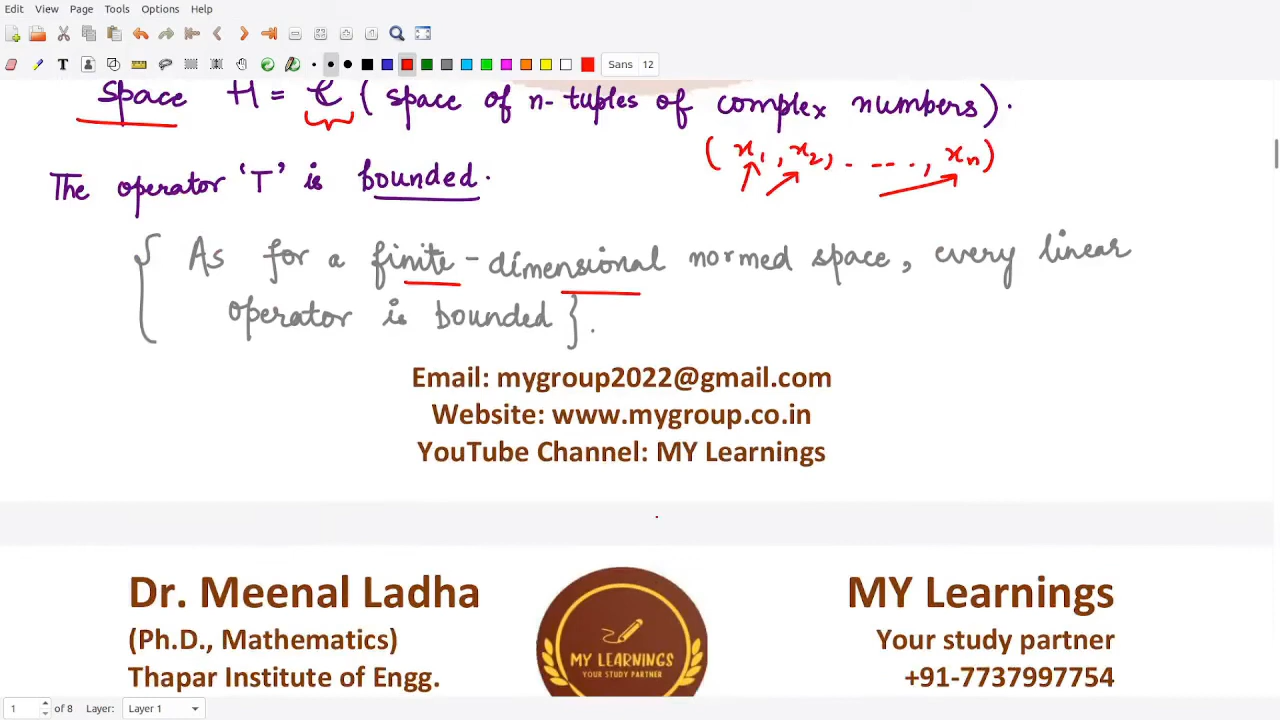 Edit View Page Tools Options Help
Sans 12
Space H = ( space of n-tuples of complex numbers).
(x₁, x₂, . --- ., xₙ)
The operator 'T' is bounded.
{ As for a finite-dimensional normed space, every linear
operator is bounded }.
Email: mygroup2022@gmail.com
Website: www.mygroup.co.in
YouTube Channel: MY Learnings
Dr. Meenal Ladha
MY Learnings
(Ph.D., Mathematics)
Your study partner
Thapar Institute of Engg.
+91-7737997754
MY LEARNINGS
YOUR STUDY PARTNER
1 of 8 Layer: Layer 1